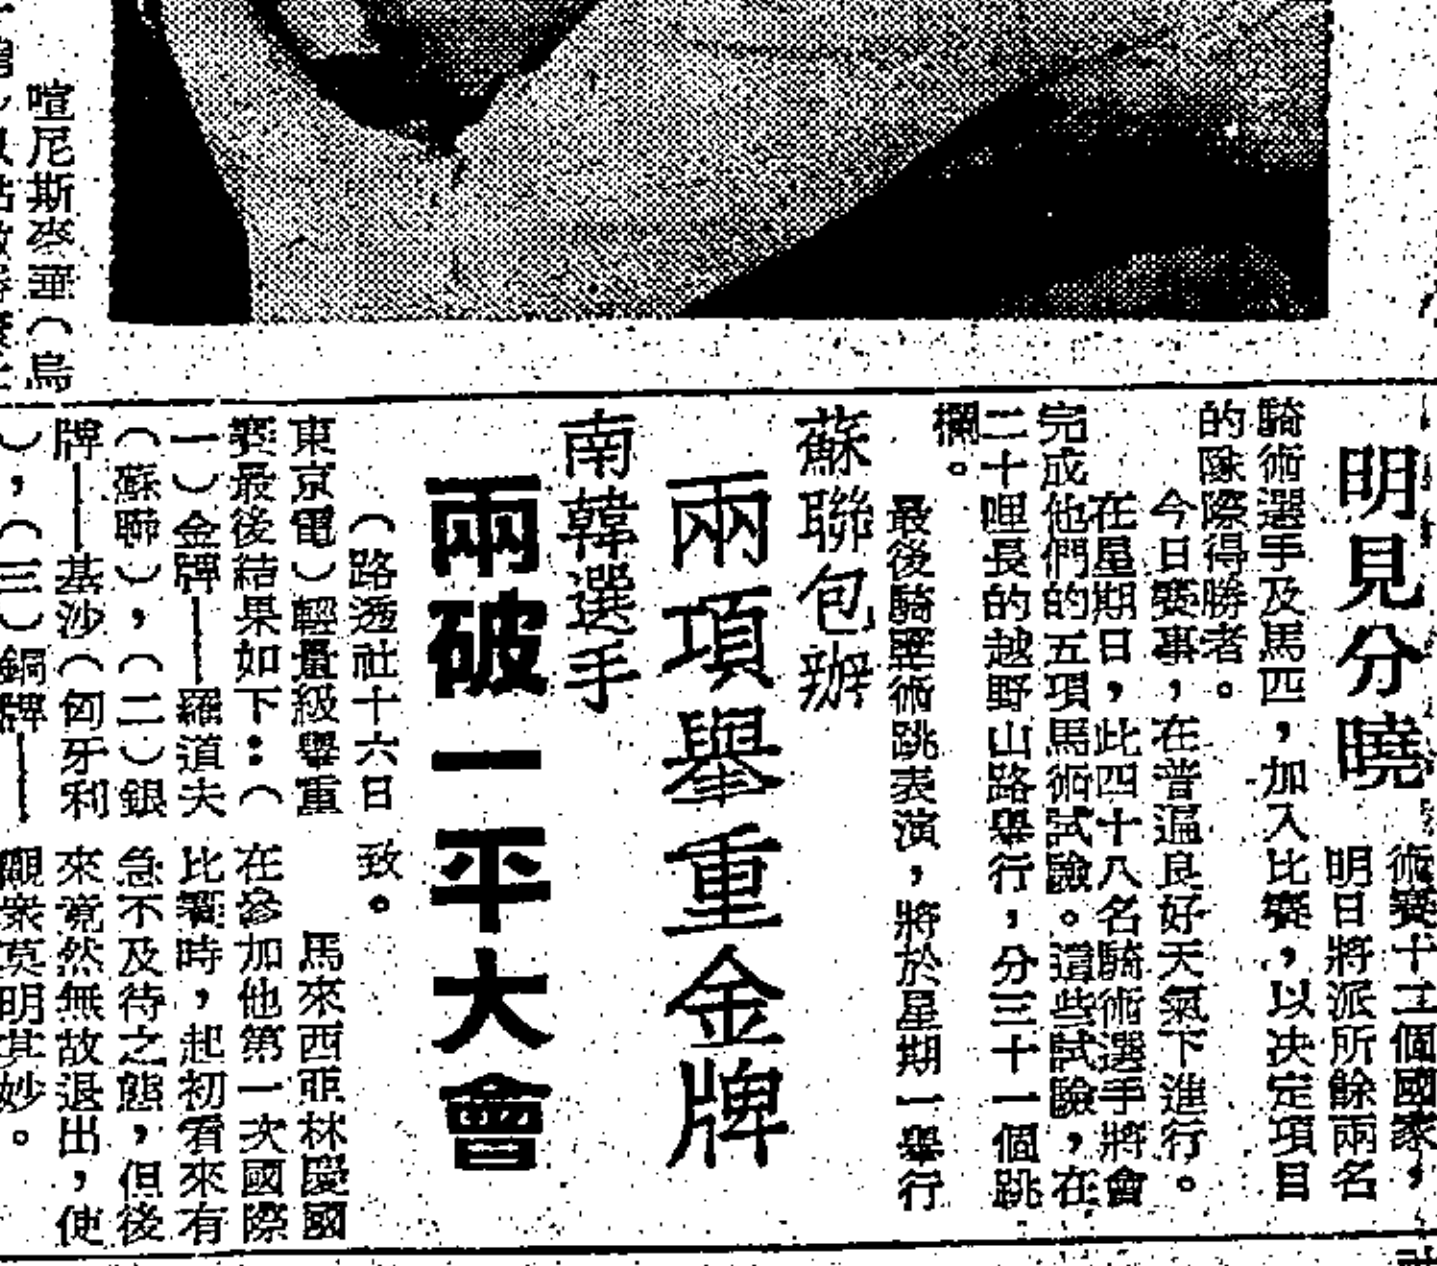 明見分曉
術賽十二個國家，
明日將派所餘兩名
騎術選手及馬匹，加入比賽，以决定項目
的隊際得勝者。
今日賽事，在普遍良好天氣下進行。
在星期日，此四十八名騎術選手將會
完成他們的五項馬術試驗。這些試驗，在
二十哩長的越野山路舉行，分三十一個跳
欄。
最後騎壓術跳表演，將於星期一舉行
蘇聯包辦
兩項舉重金牌
南韓選手
兩破一平大會
（路透社十六日
東京電）輕量級舉重
賽最後結果如下：（
一）金牌——羅道夫
（蘇聯），（二）銀
牌——基沙（匈牙利
），（三）銅牌——
致。
馬來西亞林慶國
在參加他第一次國際
比賽時，起初看來有
急不及待之態，但後
來竟然無故退出，使
觀衆莫明其妙。
喧尼斯麥華（烏